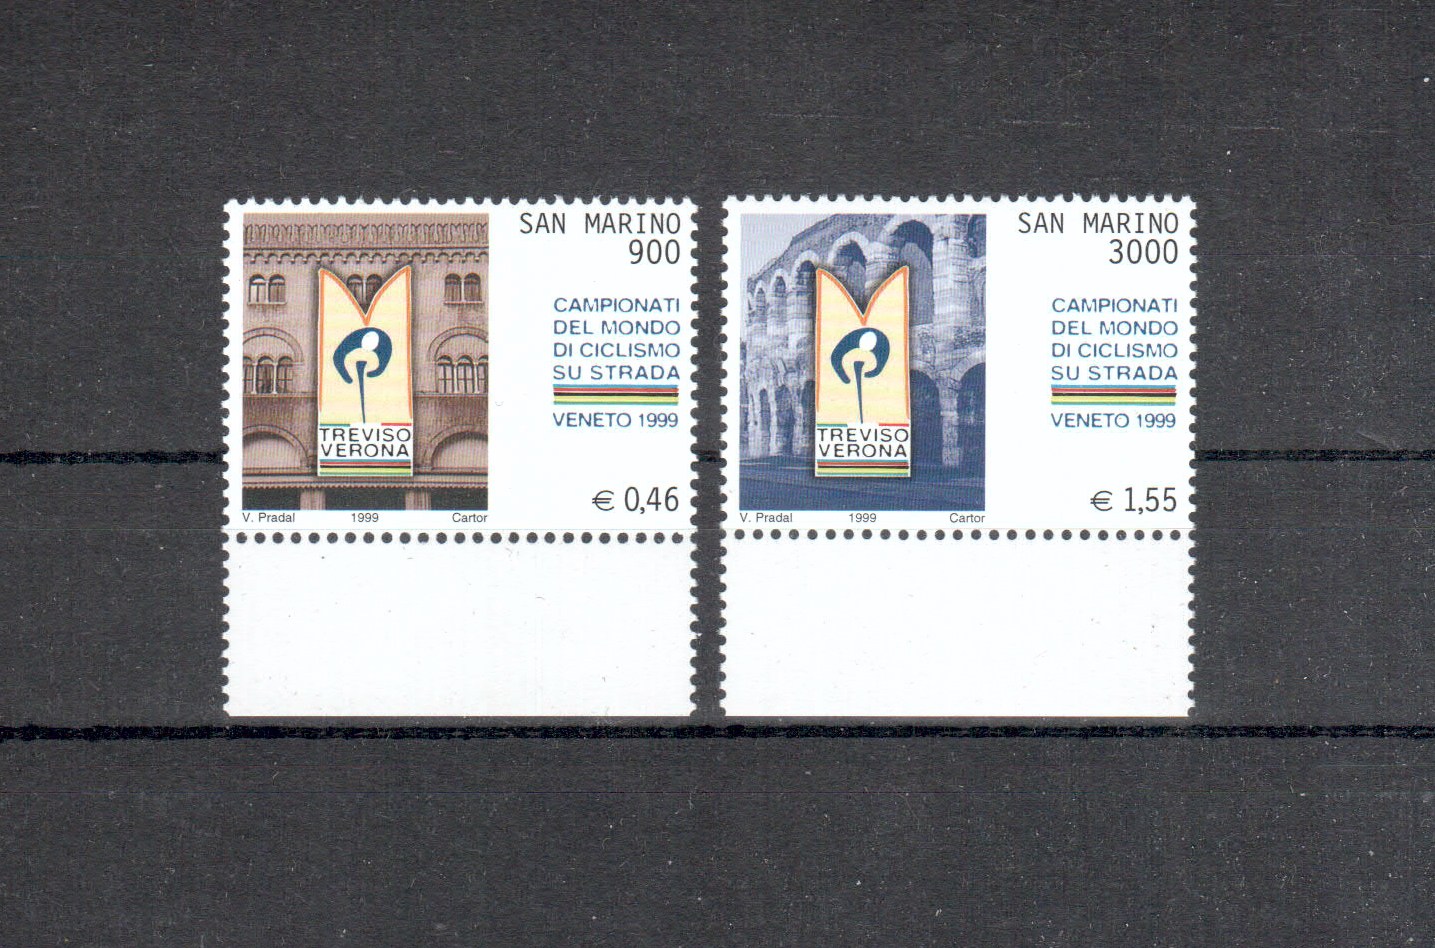 SAN MARINO
900
CAMPIONATI
DEL MONDO
DI CICLISMO
SU STRADA
VENETO 1999
TREVISO
VERONA
€ 0,46
V. Pradal 1999 Cartor
SAN MARINO
3000
CAMPIONATI
DEL MONDO
DI CICLISMO
SU STRADA
VENETO 1999
TREVISO
VERONA
€ 1,55
V. Pradal 1999 Cartor